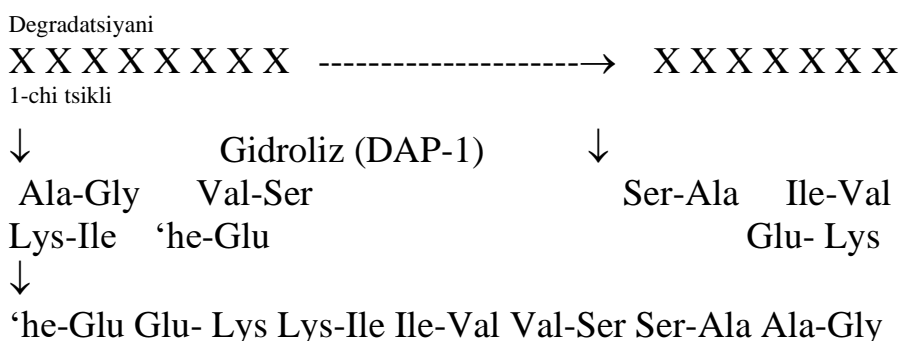 Degradatsiyani
X X X X X X X X ---------------------→ X X X X X X X
1-chi tsikli
↓ Gidroliz (DAP-1) ↓
Ala-Gly Val-Ser Ser-Ala Ile-Val
Lys-Ile ‘he-Glu Glu- Lys
↓
‘he-Glu Glu- Lys Lys-Ile Ile-Val Val-Ser Ser-Ala Ala-Gly